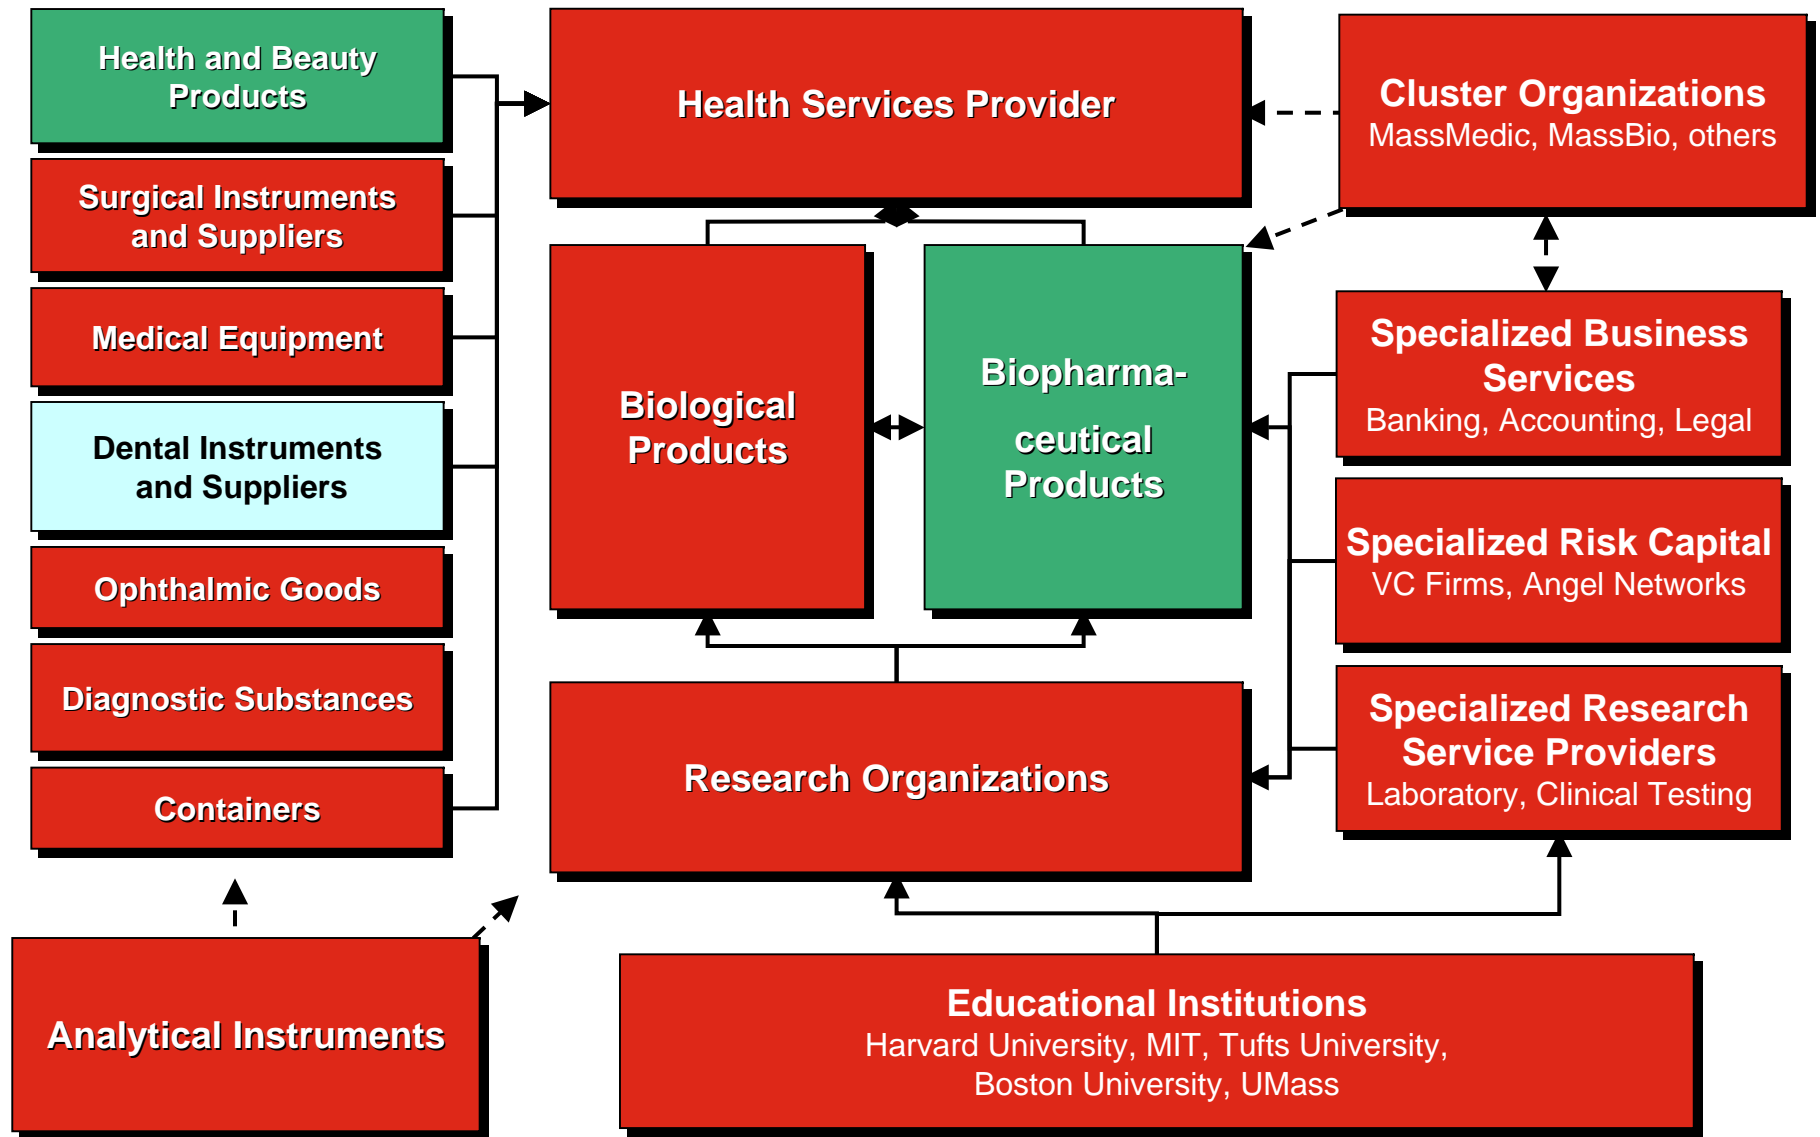 Health and Beauty
Products
Surgical Instruments
and Suppliers
Medical Equipment
Dental Instruments
and Suppliers
Ophthalmic Goods
Diagnostic Substances
Containers
Analytical Instruments
Health Services Provider
Biological
Products
Biopharma-
ceutical
Products
Research Organizations
Cluster Organizations
MassMedic, MassBio, others
Specialized Business
Services
Banking, Accounting, Legal
Specialized Risk Capital
VC Firms, Angel Networks
Specialized Research
Service Providers
Laboratory, Clinical Testing
Educational Institutions
Harvard University, MIT, Tufts University,
Boston University, UMass